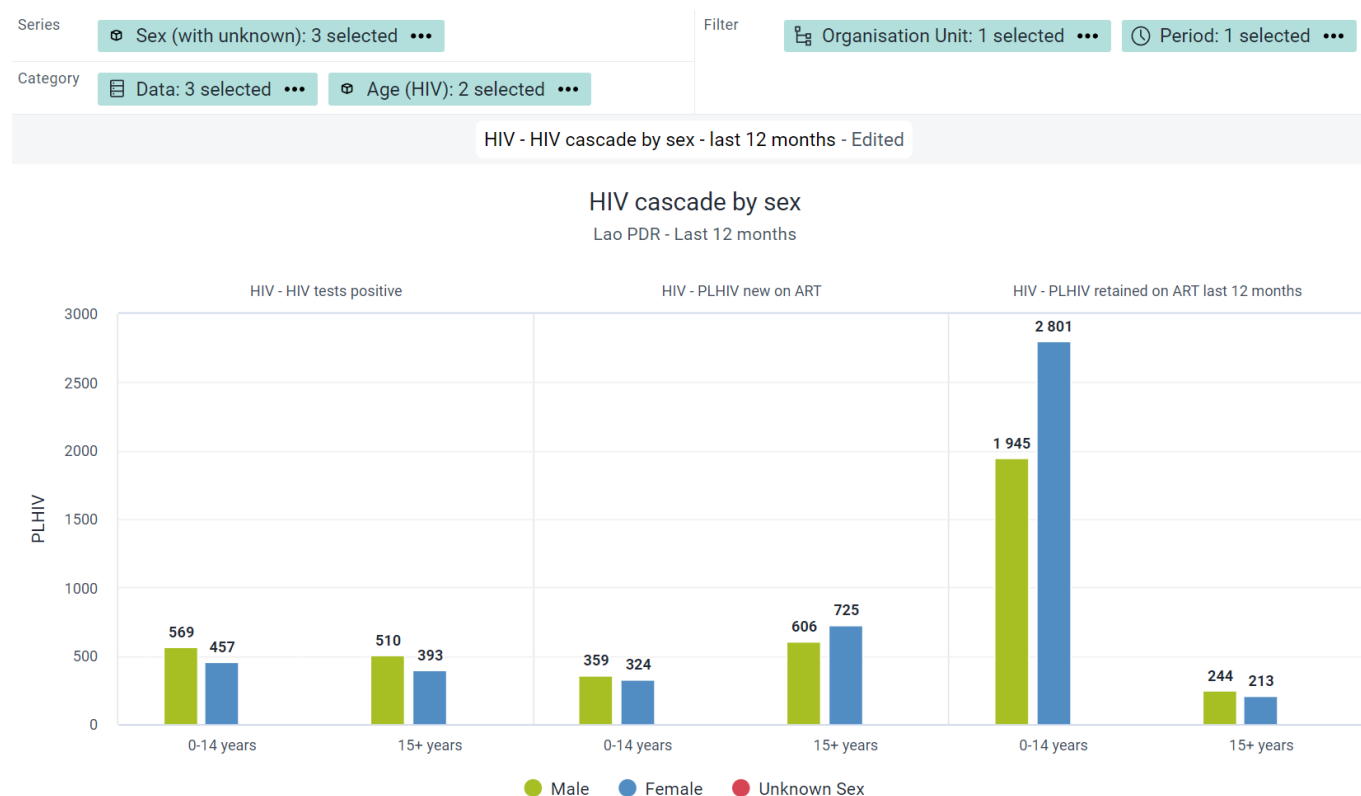 Series
Sex (with unknown): 3 selected •••
Filter
Organisation Unit: 1 selected •••
Period: 1 selected •••
Category
Data: 3 selected •••
Age (HIV): 2 selected •••
HIV - HIV cascade by sex - last 12 months - Edited
HIV cascade by sex
Lao PDR - Last 12 months
HIV - HIV tests positive
HIV - PLHIV new on ART
HIV - PLHIV retained on ART last 12 months
PLHIV
3000
2500
2000
1500
1000
500
0
569
457
510
393
359
324
606
725
1 945
2 801
244
213
0-14 years
15+ years
0-14 years
15+ years
0-14 years
15+ years
Male
Female
Unknown Sex